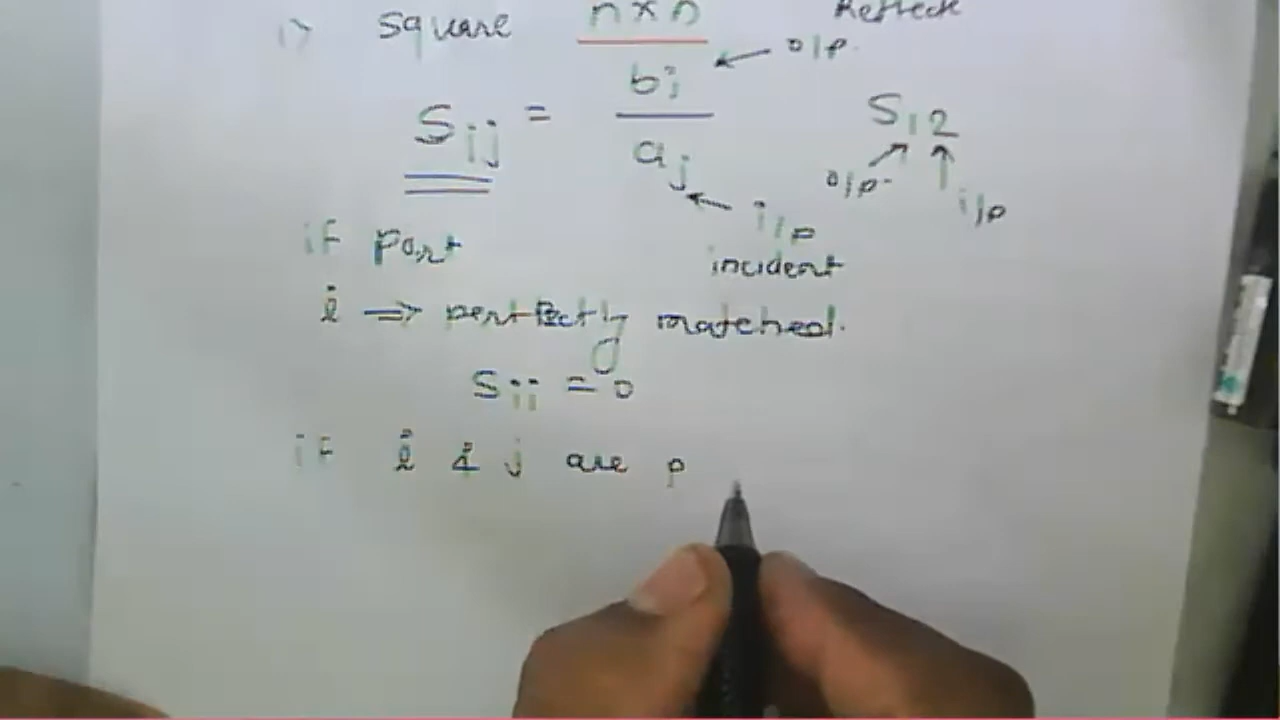 1) square n×n Reflect
bi ← o/p.
Sij = ─── S12
aj o/p. i/p
i/p
if Port incident
i ⇒ perfectly matched.
Sii = 0
if i & j are p